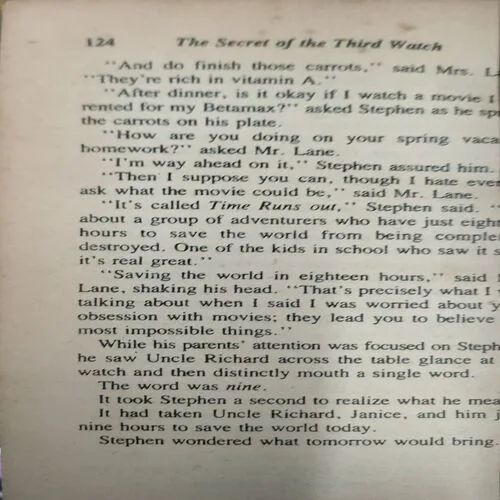 124 The Secret of the Third Watch
"And do finish those carrots," said Mrs.
"They're rich in vitamin A."
"After dinner, is it okay if I watch a movie I
rented for my Betamax?" asked Stephen as he
the carrots on his plate.
"How are you doing on your spring
homework?" asked Mr. Lane.
"I'm way ahead on it," Stephen assured him.
"Then I suppose you can, though I hate
ask what the movie could be," said Mr. Lane.
"It's called Time Runs out," Stephen said. "
about a group of adventurers who have just
hours to save the world from being
destroyed. One of the kids in school who saw it
it's real great."
"Saving the world in eighteen hours," said
Lane, shaking his head. "That's precisely what I
talking about when I said I was worried about
obsession with movies; they lead you to believe
most impossible things."
While his parents' attention was focused on
he saw Uncle Richard across the table glance at
watch and then distinctly mouth a single word.
The word was nine.
It took Stephen a second to realize what he
It had taken Uncle Richard, Janice, and him
nine hours to save the world today.
Stephen wondered what tomorrow would bring.